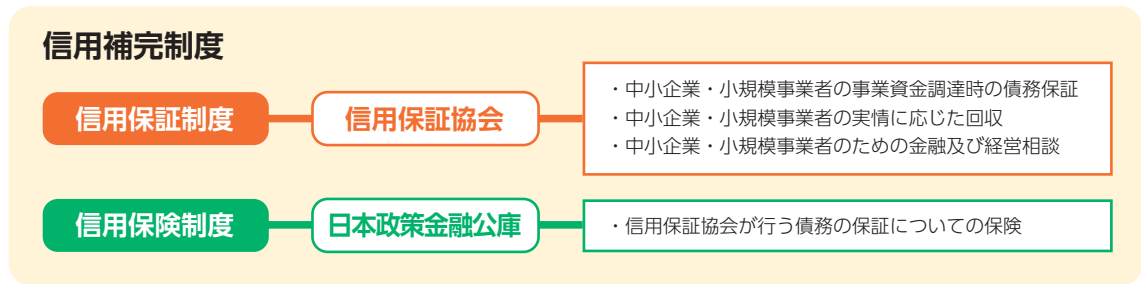 信用補完制度
信用保証制度
信用保証協会
・中小企業・小規模事業者の事業資金調達時の債務保証
・中小企業・小規模事業者の実情に応じた回収
・中小企業・小規模事業者のための金融及び経営相談
信用保険制度
日本政策金融公庫
・信用保証協会が行う債務の保証についての保険